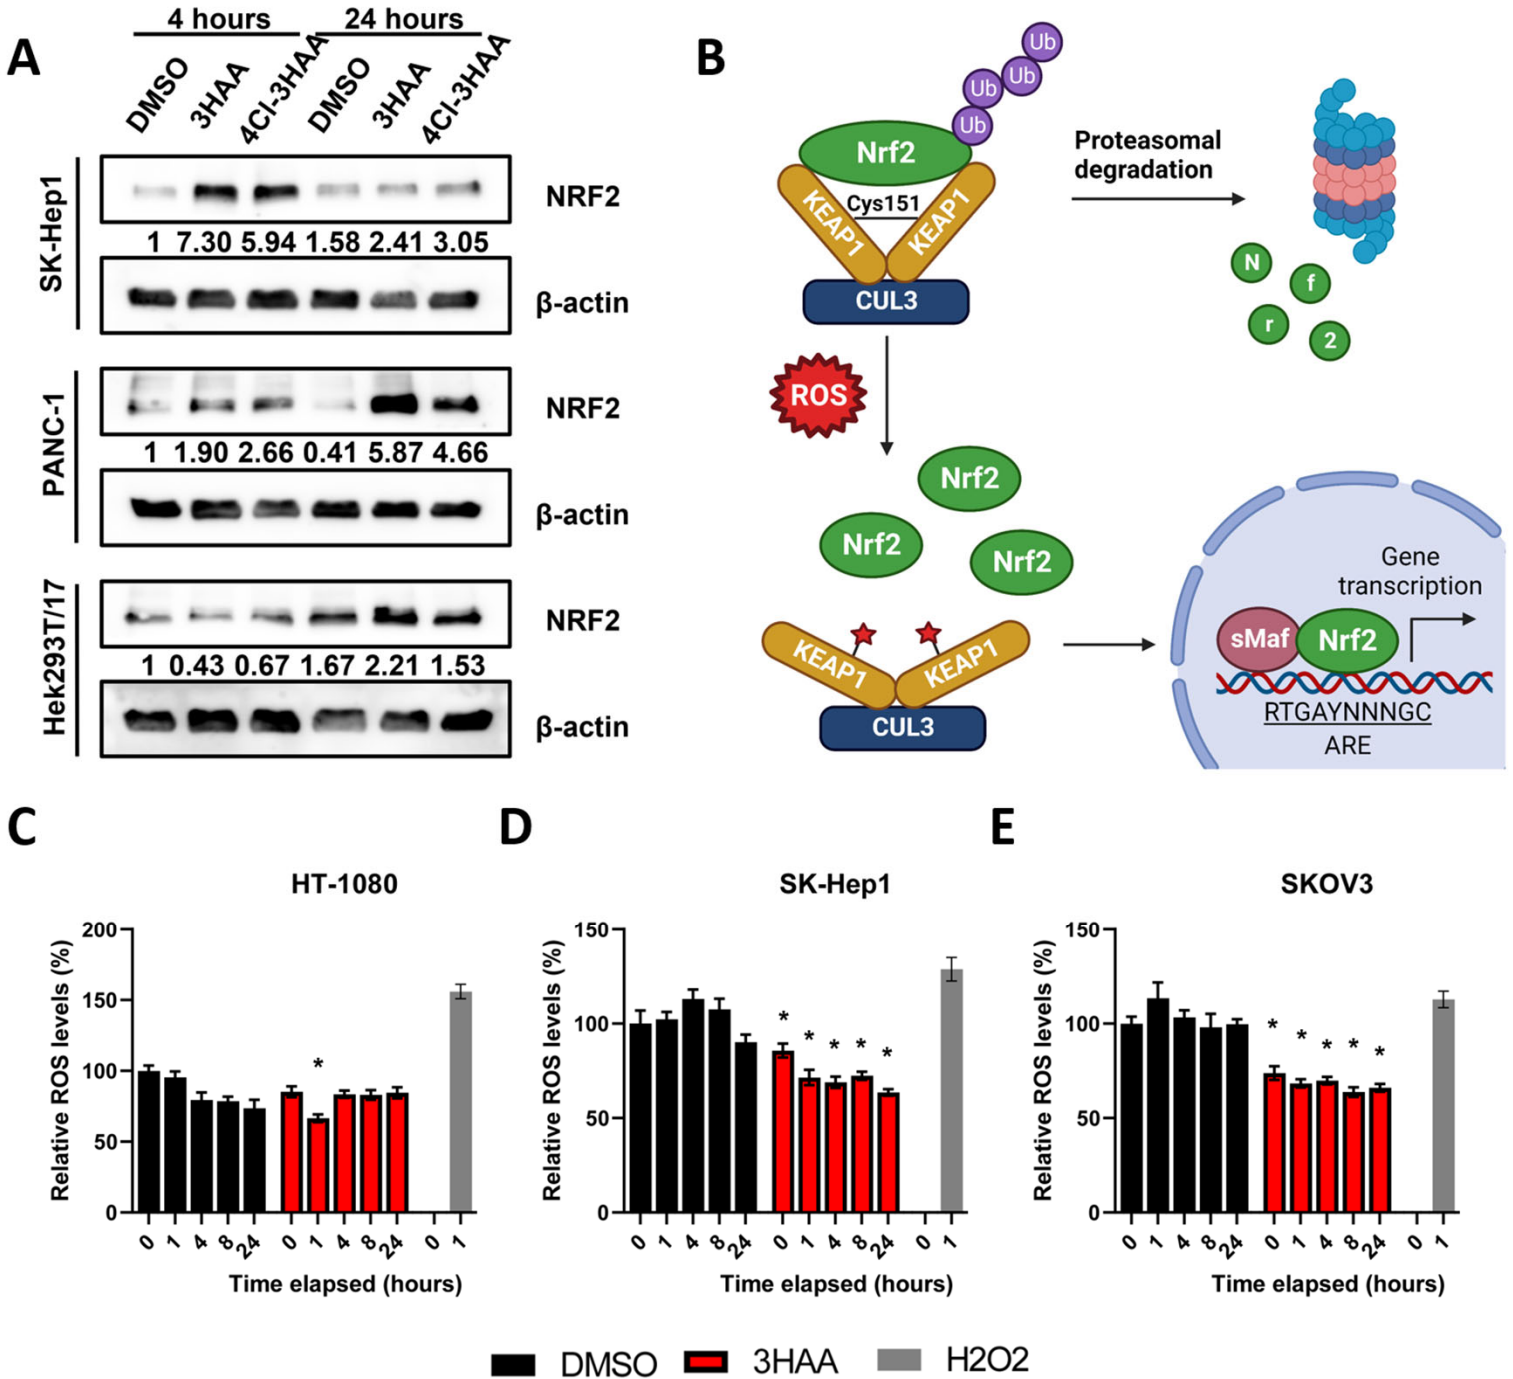 A
4 hours 24 hours
DMSO 3HAA 4Cl-3HAA DMSO 3HAA 4Cl-3HAA
SK-Hep1
NRF2
1 7.30 5.94 1.58 2.41 3.05
β-actin
PANC-1
NRF2
1 1.90 2.66 0.41 5.87 4.66
β-actin
Hek293T/17
NRF2
1 0.43 0.67 1.67 2.21 1.53
β-actin
B
Ub
Ub
Ub
Ub
Nrf2
Cys151
KEAP1 KEAP1
CUL3
Proteasomal
degradation
N
f
r
2
ROS
Nrf2
Nrf2
Nrf2
KEAP1 KEAP1
CUL3
Gene
transcription
sMaf Nrf2
RTGAYNNNGC
ARE
C
HT-1080
Relative ROS levels (%)
200
150
100
50
0
* 
0 1 4 8 24 0 1 4 8 24 0 1
Time elapsed (hours)
D
SK-Hep1
Relative ROS levels (%)
150
100
50
0
* * * * *
0 1 4 8 24 0 1 4 8 24 0 1
Time elapsed (hours)
E
SKOV3
Relative ROS levels (%)
150
100
50
0
* * * * *
0 1 4 8 24 0 1 4 8 24 0 1
Time elapsed (hours)
DMSO 3HAA H2O2